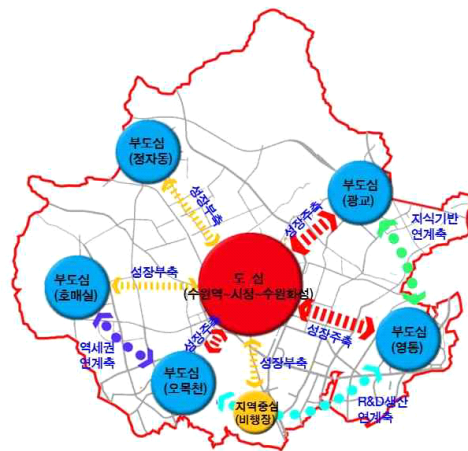 부도심
(정자동)
성장부축
부도심
(광교)
성장주축
지식기반
연계축
부도심
(호매실)
성장부축
도 심
(수원역~시청~수원화성)
성장주축
성장주축
부도심
(영통)
역세권
연계축
부도심
(오목천)
성장부축
지역중심
(비행장)
R&D생산
연계축